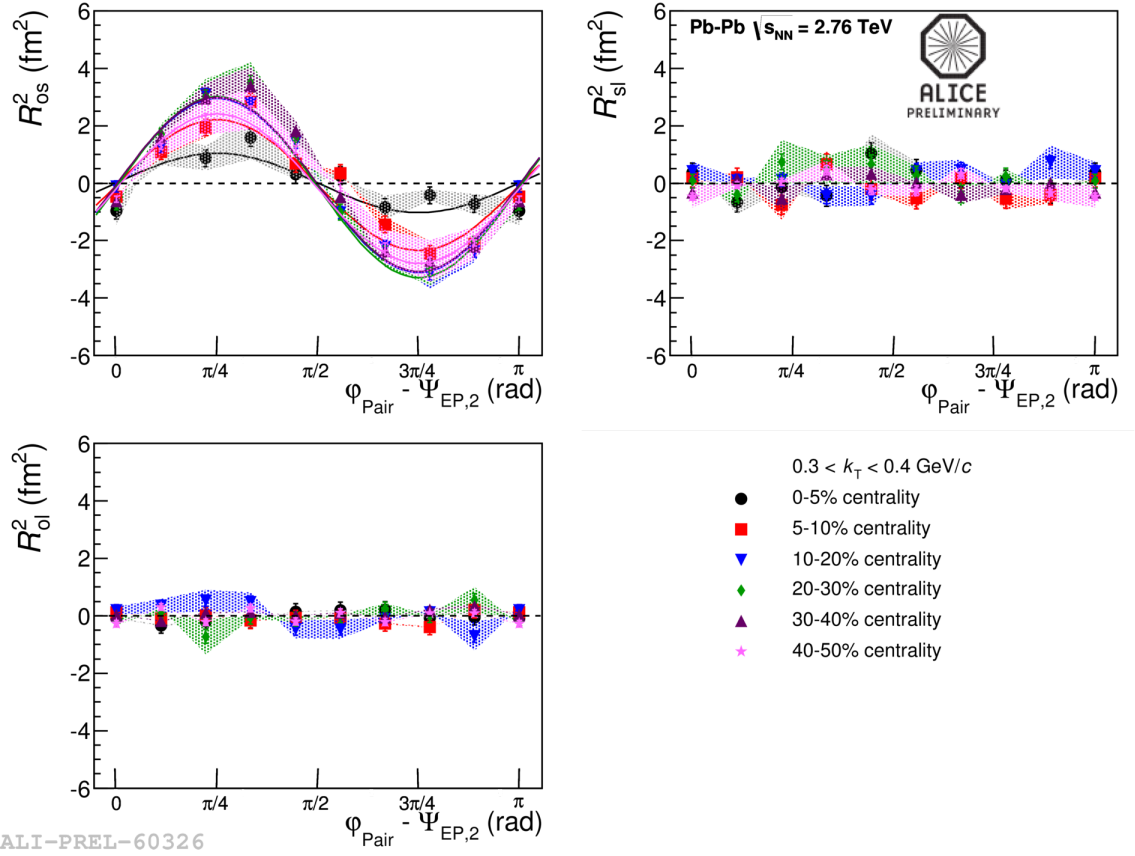 R²os (fm²)
6
4
2
0
-2
-4
-6
0 π/4 π/2 3π/4 π
φPair - ΨEP,2 (rad)
R²sl (fm²)
6
4
2
0
-2
-4
-6
Pb-Pb √sNN = 2.76 TeV
ALICE
PRELIMINARY
0 π/4 π/2 3π/4 π
φPair - ΨEP,2 (rad)
R²ol (fm²)
6
4
2
0
-2
-4
-6
0 π/4 π/2 3π/4 π
φPair - ΨEP,2 (rad)
0.3 < kT < 0.4 GeV/c
0-5% centrality
5-10% centrality
10-20% centrality
20-30% centrality
30-40% centrality
40-50% centrality
ALI-PREL-60326